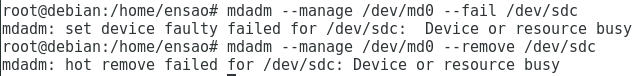 root@debian:/home/ensao# mdadm --manage /dev/md0 --fail /dev/sdc
mdadm: set device faulty failed for /dev/sdc:  Device or resource busy
root@debian:/home/ensao# mdadm --manage /dev/md0 --remove /dev/sdc
mdadm: hot remove failed for /dev/sdc: Device or resource busy